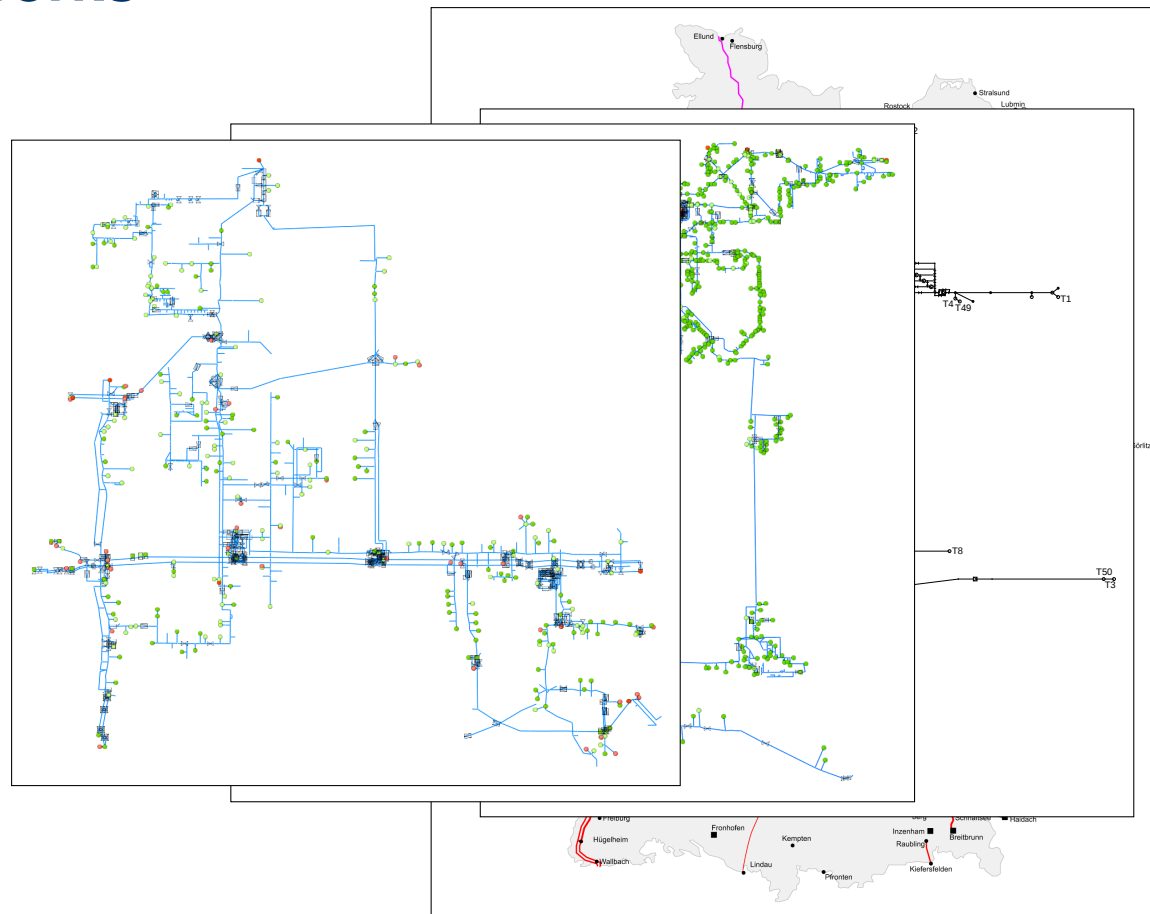 Ellund
Flensburg
Stralsund
Rostock
Lubmin
T4
T49
T1
T8
T50
T3
Freiburg
Hügelheim
Wallbach
Fronhofen
Kempten
Lindau
Pfronten
Inzenham
Breitbrunn
Haidach
Raubling
Kiefersfelden